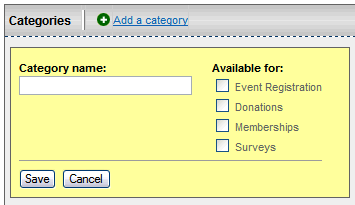 Categories Add a category
Category name: Available for:
Event Registration
Donations
Memberships
Surveys
Save Cancel